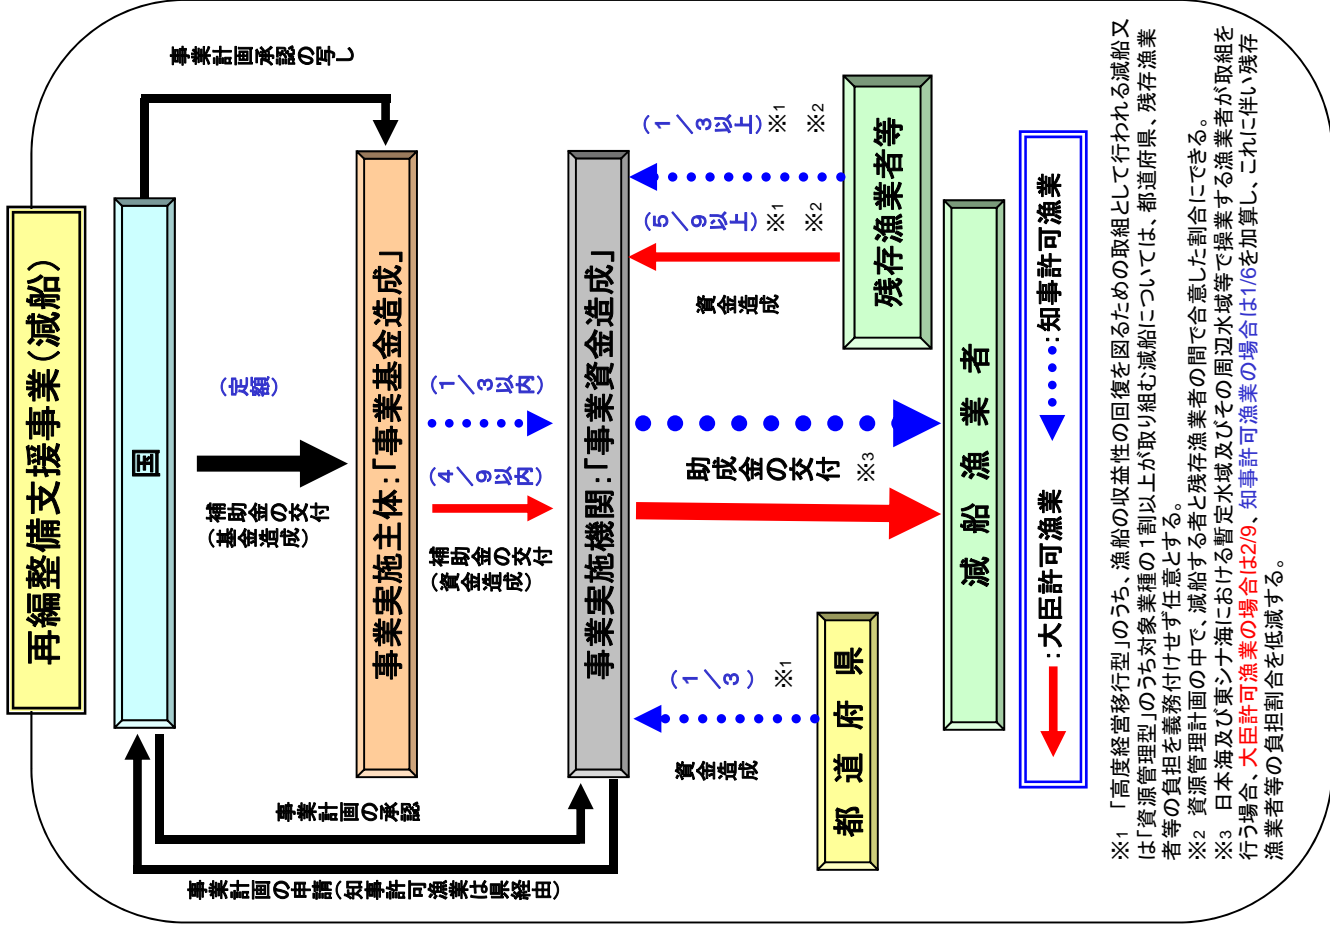 再編整備支援事業（減船）
国
事業計画承認の写し
（定額）
補助金の交付
（基金造成）
事業計画の承認
事業計画の申請（知事許可漁業は県経由）
事業実施主体：「事業基金造成」
（１／３以内）
（４／９以内）
補助金の交付
（資金造成）
事業実施機関：「事業資金造成」
（１／３以上）※1 ※2
（５／９以上）※1 ※2
資金造成
残存漁業者等
助成金の交付 ※3
（１／３） ※1
資金造成
都道府県
減船漁業者
：大臣許可漁業 ：知事許可漁業
※1 「高度経営移行型」のうち、漁船の収益性の回復を図るための取組として行われる減船又
は「資源管理型」のうち対象業種の１割以上が取り組む減船については、都道府県、残存漁業
者等の負担を義務付けせず任意とする。
※2 資源管理計画の中で、減船する者と残存漁業者の間で合意した割合にできる。
※3 日本海及び東シナ海における暫定水域及びその周辺水域等で操業する漁業者が取組を
行う場合、大臣許可漁業の場合は2/9、知事許可漁業の場合は1/6を加算し、これに伴い残存
漁業者等の負担割合を低減する。